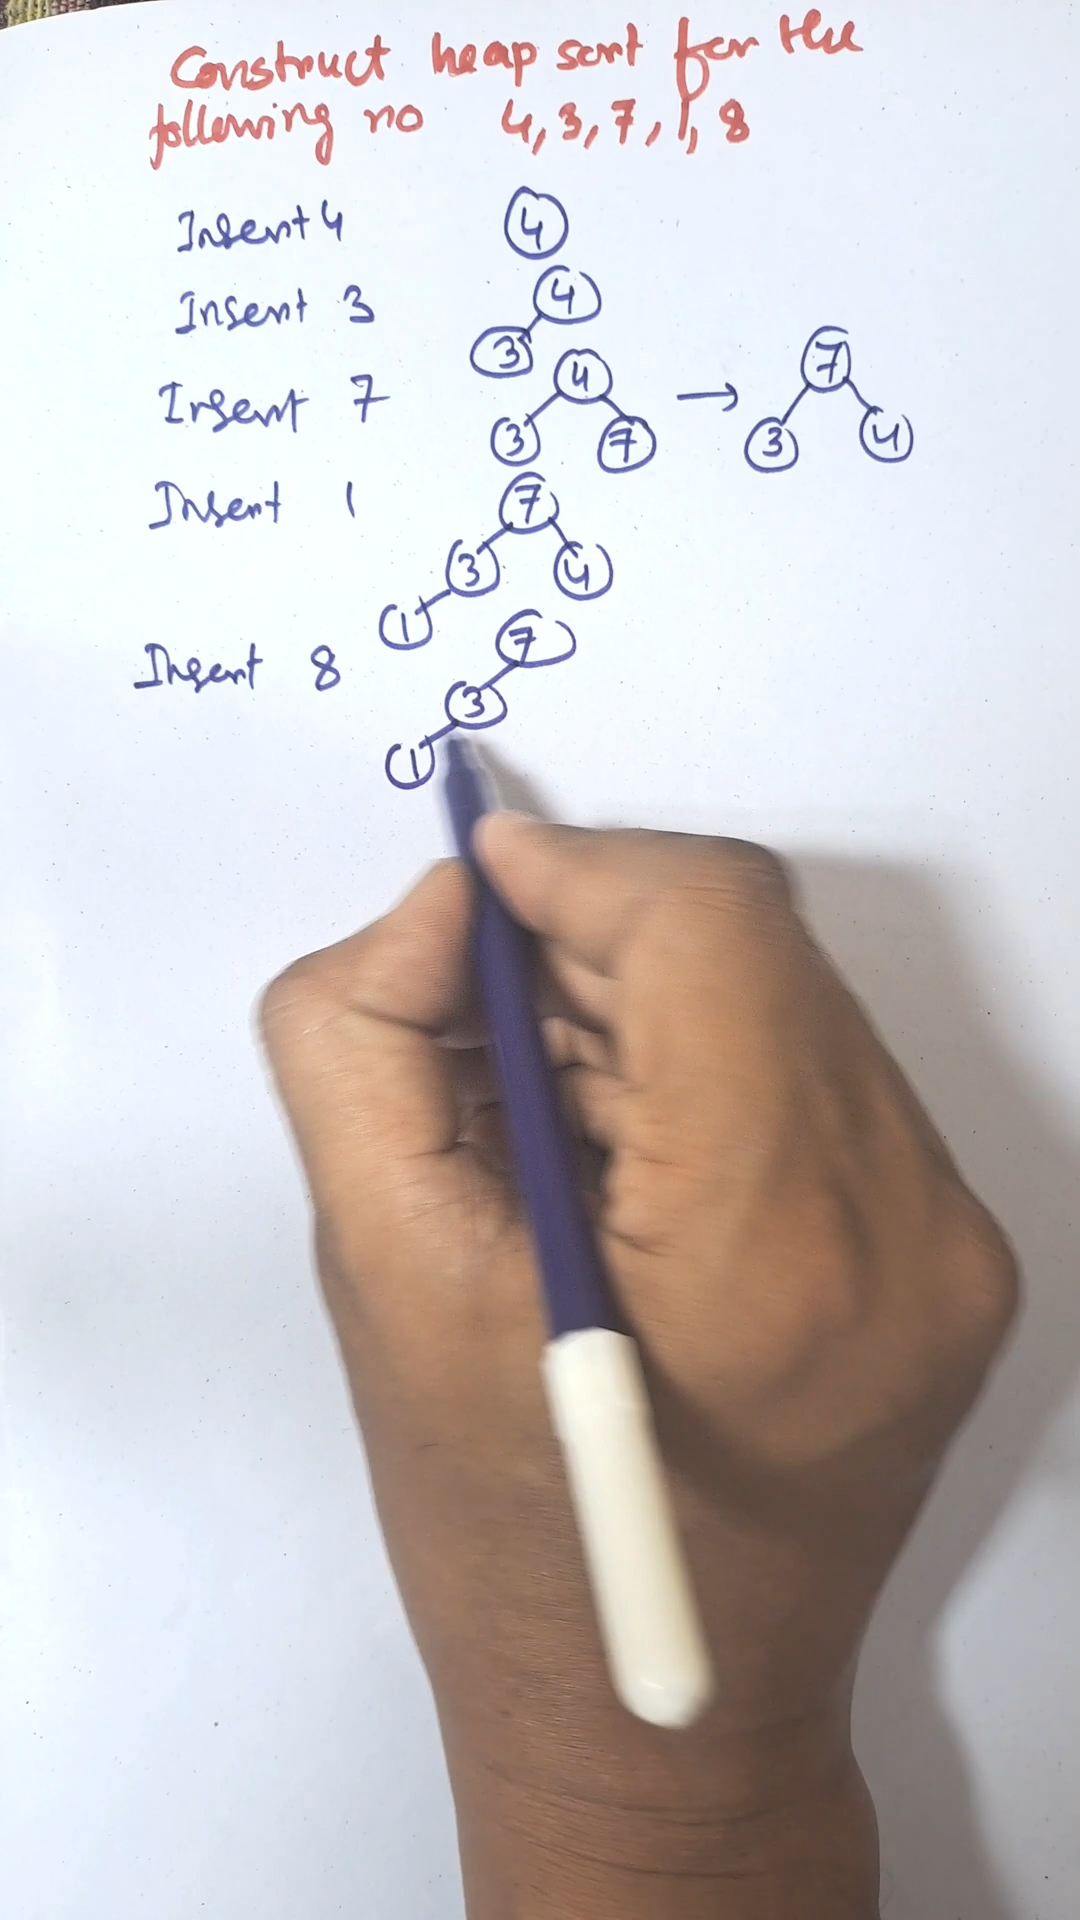 Construct heap sort for the
following no 4, 3, 7, 1, 8
Insert 4
4
Insert 3
4
3
Insert 7
4
3 7
→
7
3 4
Insert 1
7
3 4
1
Insert 8
7
3
1